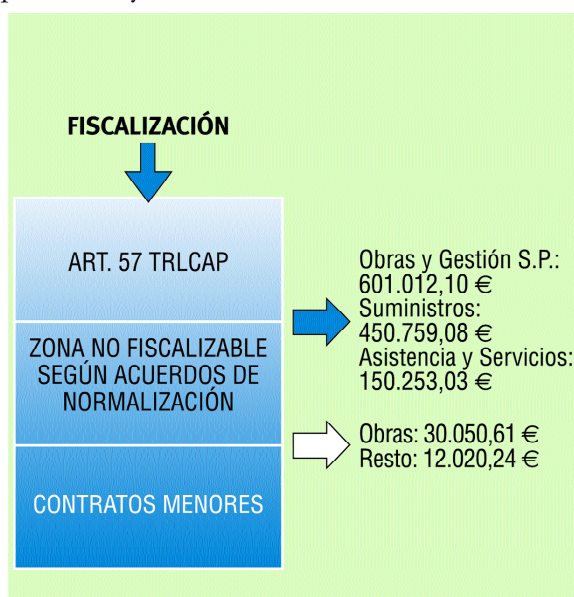 FISCALIZACIÓN
ART. 57 TRLCAP
ZONA NO FISCALIZABLE
SEGÚN ACUERDOS DE
NORMALIZACIÓN
CONTRATOS MENORES
Obras y Gestión S.P.:
601.012,10 €
Suministros:
450.759,08 €
Asistencia y Servicios:
150.253,03 €
Obras: 30.050,61 €
Resto: 12.020,24 €